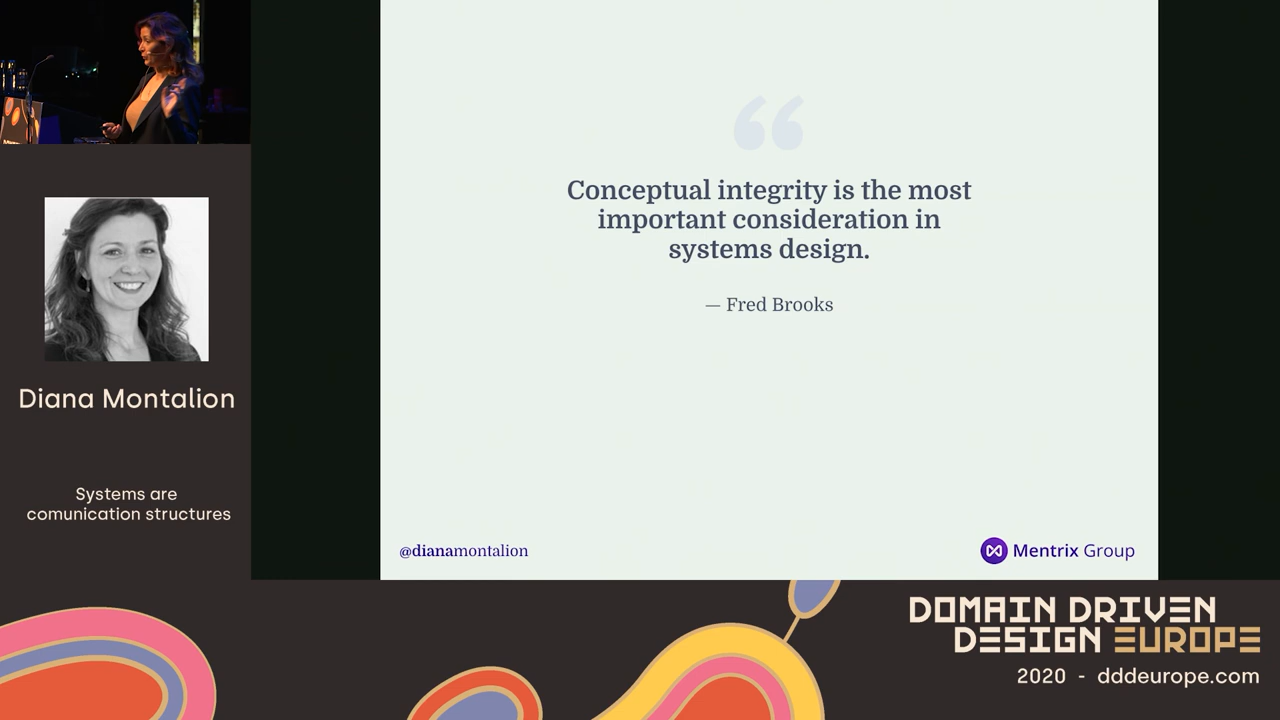 “
Conceptual integrity is the most
important consideration in
systems design.
— Fred Brooks
@dianamontalion
Mentrix Group
Diana Montalion
Systems are
comunication structures
DOMAIN DRIVEN
DESIGN EUROPE
2020 - dddeurope.com